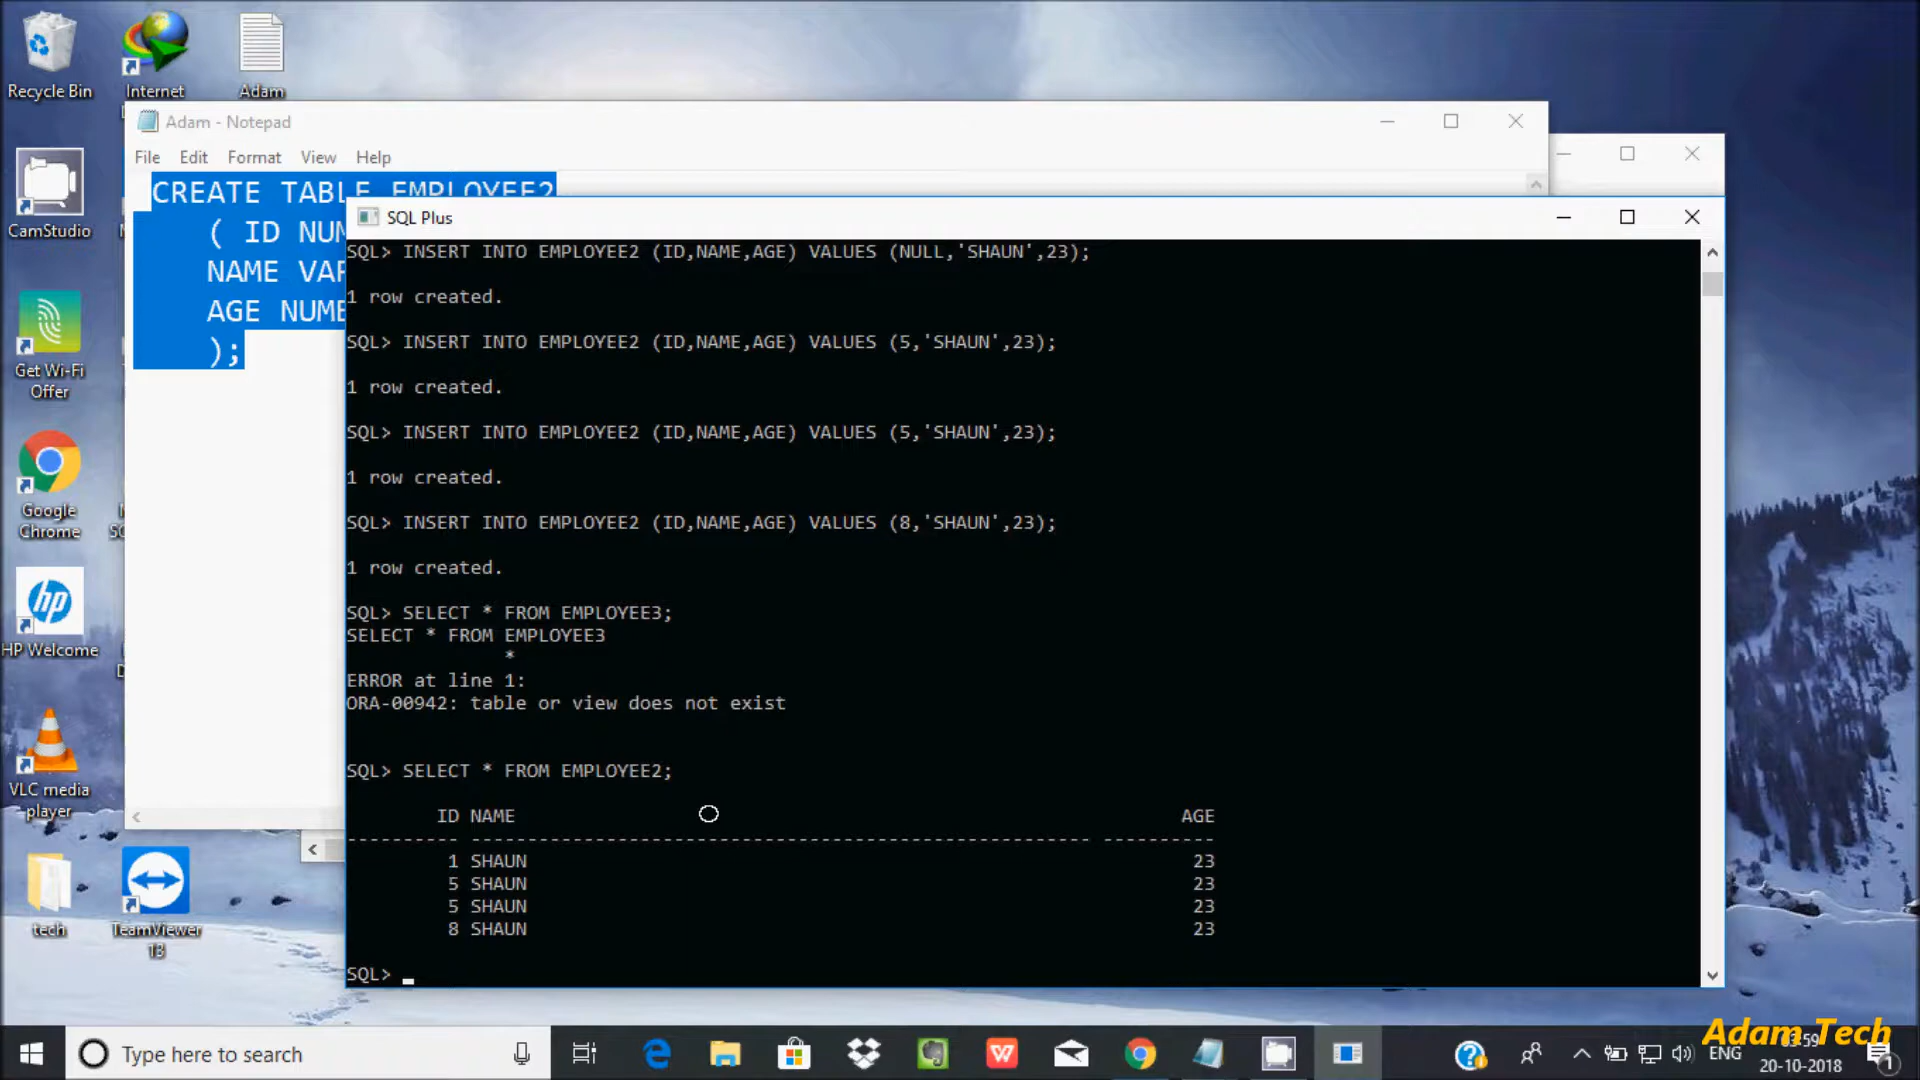 Recycle Bin
Internet
Adam
CamStudio
Get Wi-Fi
Offer
Google
Chrome
hp
HP Welcome
VLC media
player
tech
TeamViewer
13
Adam - Notepad
File Edit Format View Help
CREATE TABLE EMPLOYEE2
( ID NUM
NAME VAR
AGE NUMB
);
SQL Plus
SQL> INSERT INTO EMPLOYEE2 (ID,NAME,AGE) VALUES (NULL,'SHAUN',23);
1 row created.
SQL> INSERT INTO EMPLOYEE2 (ID,NAME,AGE) VALUES (5,'SHAUN',23);
1 row created.
SQL> INSERT INTO EMPLOYEE2 (ID,NAME,AGE) VALUES (5,'SHAUN',23);
1 row created.
SQL> INSERT INTO EMPLOYEE2 (ID,NAME,AGE) VALUES (8,'SHAUN',23);
1 row created.
SQL> SELECT * FROM EMPLOYEE3;
SELECT * FROM EMPLOYEE3
*
ERROR at line 1:
ORA-00942: table or view does not exist
SQL> SELECT * FROM EMPLOYEE2;
ID NAME AGE
---------- ------------------------------------------------------- ----------
1 SHAUN 23
5 SHAUN 23
5 SHAUN 23
8 SHAUN 23
SQL>
Type here to search
ENG
Adam Tech
03:59
20-10-2018
1